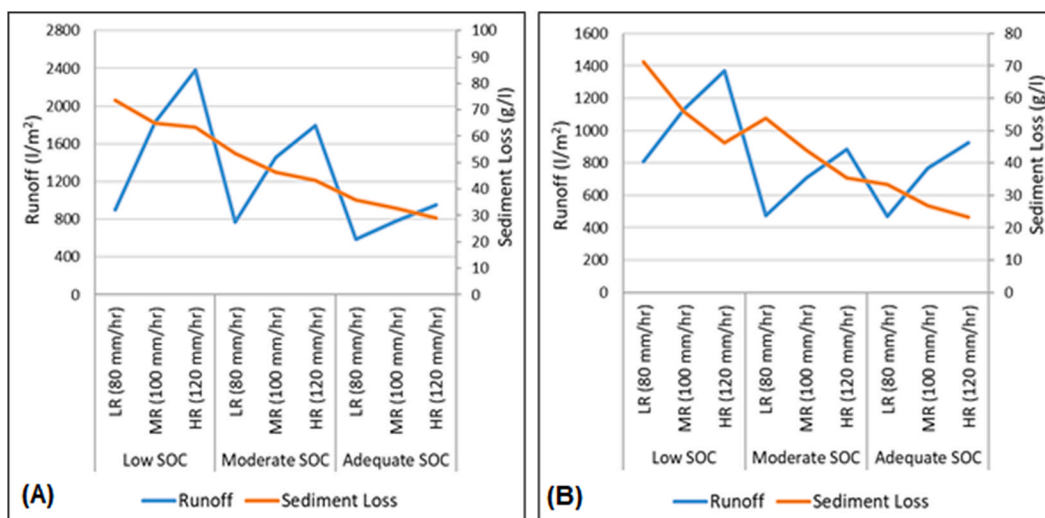 2800
2400
2000
1600
1200
800
400
0
Runoff (l/m²)
100
90
80
70
60
50
40
30
20
10
0
Sediment Loss (g/l)
LR (80 mm/hr)
MR (100 mm/hr)
HR (120 mm/hr)
LR (80 mm/hr)
MR (100 mm/hr)
HR (120 mm/hr)
LR (80 mm/hr)
MR (100 mm/hr)
HR (120 mm/hr)
Low SOC Moderate SOC Adequate SOC
(A) Runoff Sediment Loss
1600
1400
1200
1000
800
600
400
200
0
Runoff (l/m²)
80
70
60
50
40
30
20
10
0
Sediment Loss (g/l)
LR (80 mm/hr)
MR (100 mm/hr)
HR (120 mm/hr)
LR (80 mm/hr)
MR (100 mm/hr)
HR (120 mm/hr)
LR (80 mm/hr)
MR (100 mm/hr)
HR (120 mm/hr)
Low SOC Moderate SOC Adequate SOC
(B) Runoff Sediment Loss